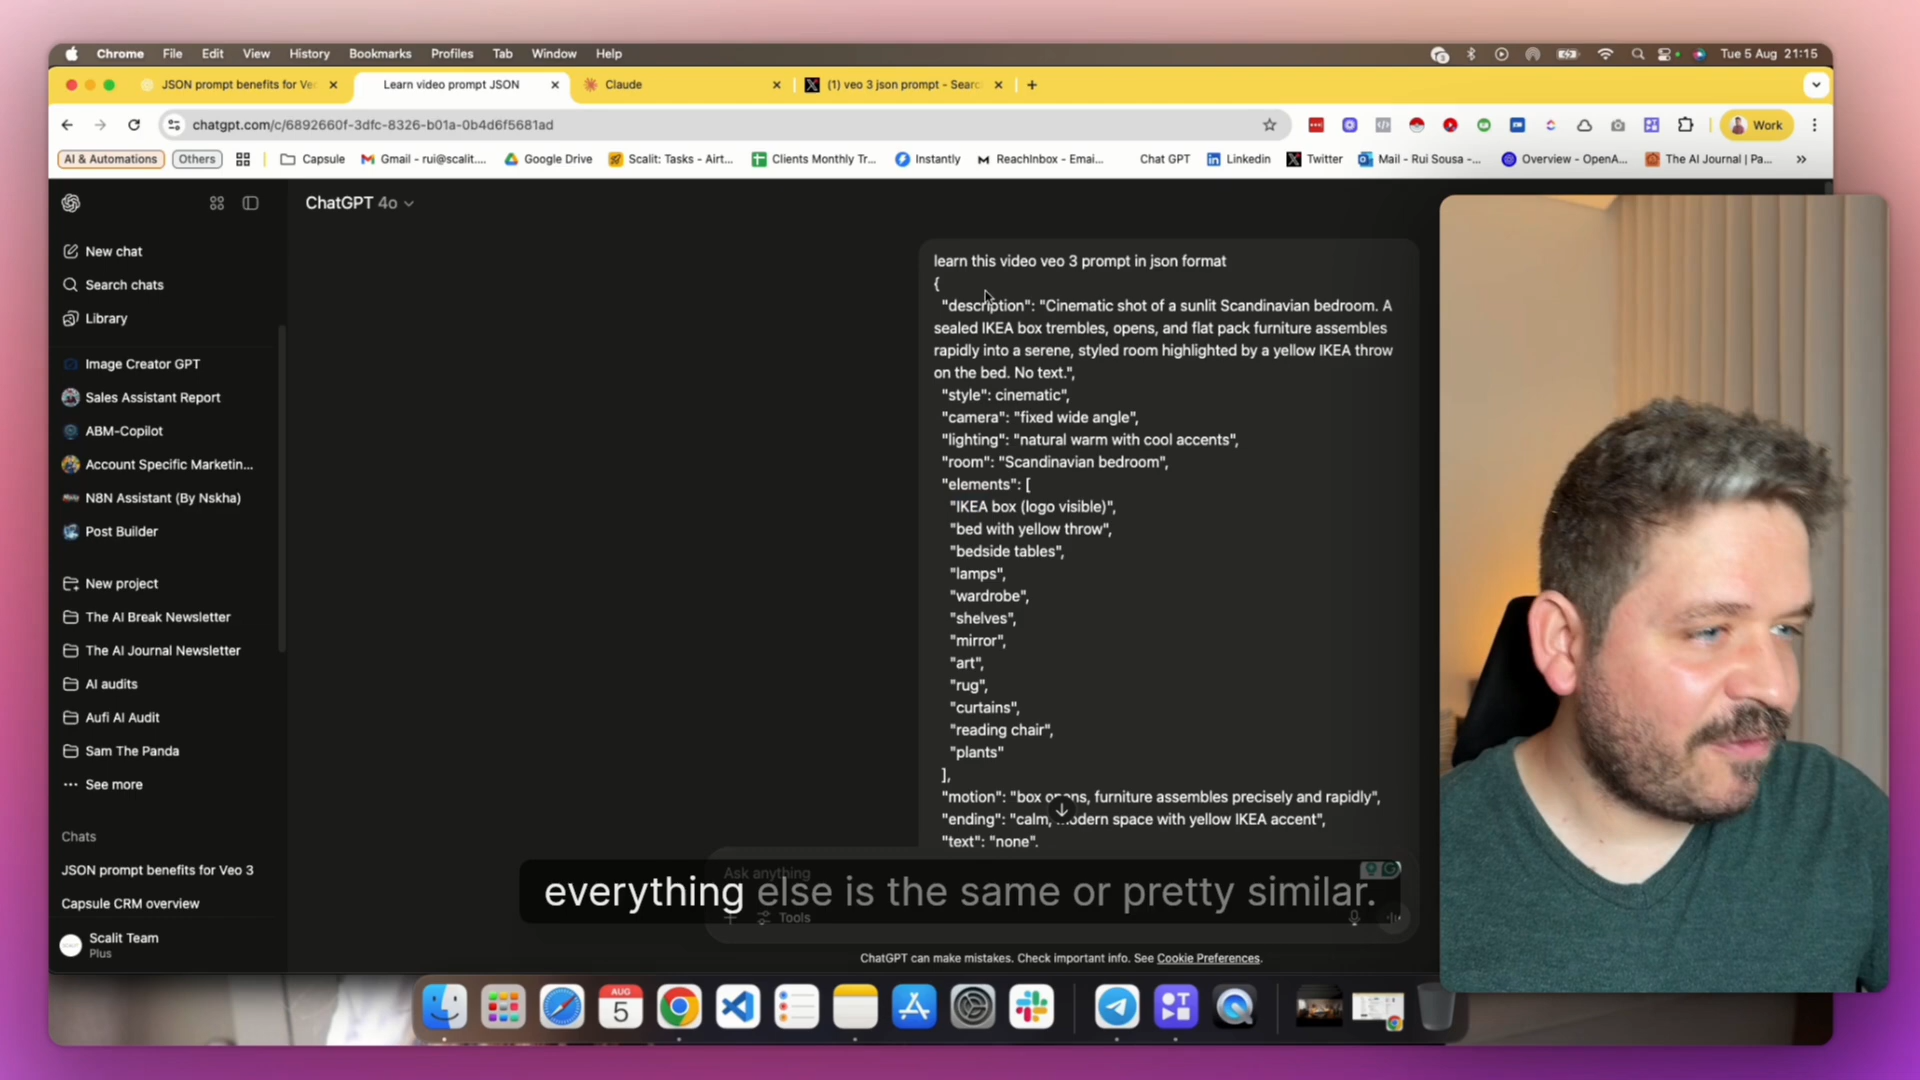 Chrome File Edit View History Bookmarks Profiles Tab Window Help
Tue 5 Aug 21:15
JSON prompt benefits for Ve
Learn video prompt JSON
Claude
(1) veo 3 json prompt - Searc
chatgpt.com/c/6892660f-3dfc-8326-b01a-0b4d6f5681ad
Work
AI & Automations
Others
Capsule
Gmail - rui@scalit....
Google Drive
Scalit: Tasks - Airt...
Clients Monthly Tr...
Instantly
ReachInbox - Emai...
Chat GPT
Linkedin
Twitter
Mail - Rui Sousa -...
Overview - OpenA...
The AI Journal | Pa...
ChatGPT 4o
New chat
Search chats
Library
Image Creator GPT
Sales Assistant Report
ABM-Copilot
Account Specific Marketin...
N8N Assistant (By Nskha)
Post Builder
New project
The AI Break Newsletter
The AI Journal Newsletter
AI audits
Aufi AI Audit
Sam The Panda
See more
Chats
JSON prompt benefits for Veo 3
Capsule CRM overview
Scalit Team
Plus
learn this video veo 3 prompt in json format
{
"description": "Cinematic shot of a sunlit Scandinavian bedroom. A
sealed IKEA box trembles, opens, and flat pack furniture assembles
rapidly into a serene, styled room highlighted by a yellow IKEA throw
on the bed. No text.",
"style": cinematic",
"camera": "fixed wide angle",
"lighting": "natural warm with cool accents",
"room": "Scandinavian bedroom",
"elements": [
"IKEA box (logo visible)",
"bed with yellow throw",
"bedside tables",
"lamps",
"wardrobe",
"shelves",
"mirror",
"art",
"rug",
"curtains",
"reading chair",
"plants"
],
"motion": "box opens, furniture assembles precisely and rapidly",
"ending": "calm, modern space with yellow IKEA accent",
"text": "none",
Ask anything
everything else is the same or pretty similar.
Tools
ChatGPT can make mistakes. Check important info. See Cookie Preferences.
AUG
5